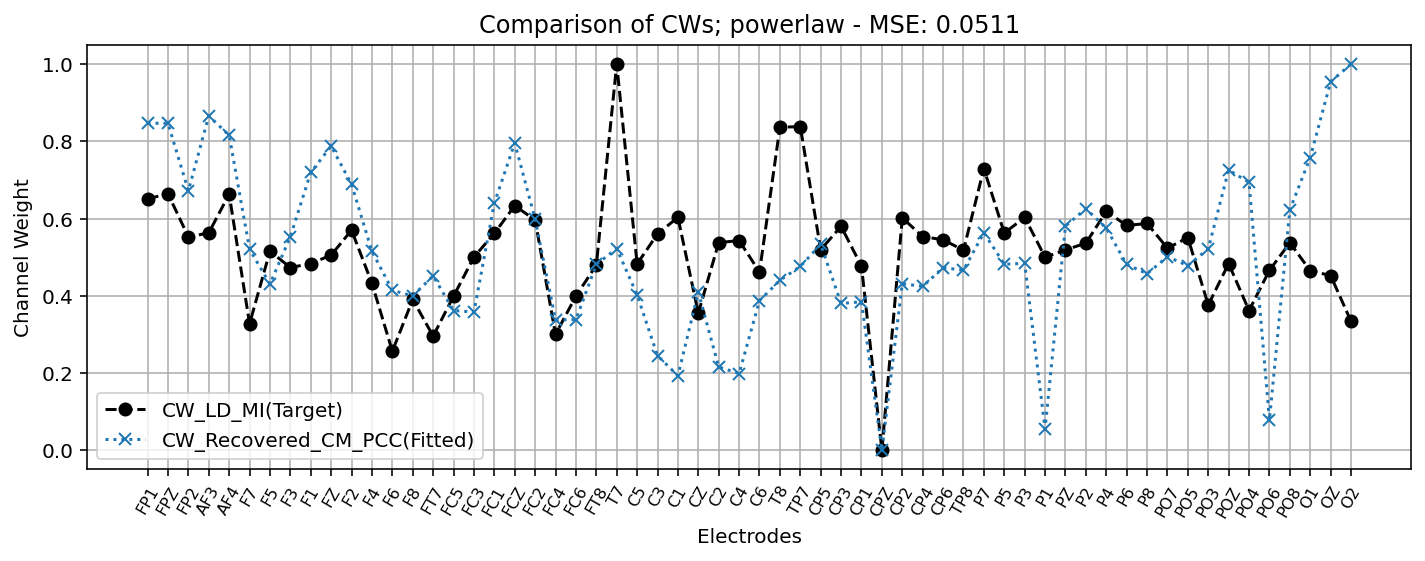 Comparison of CWs; powerlaw - MSE: 0.0511
Channel Weight
1.0
0.8
0.6
0.4
0.2
0.0
CW_LD_MI(Target)
CW_Recovered_CM_PCC(Fitted)
FP1 FPZ FP2 AF3 AF4 F7 F5 F3 F1 FZ F2 F4 F6 F8 FT7 FC5 FC3 FC1 FCZ FC2 FC4 FC6 FT8 T7 C5 C3 C1 CZ C2 C4 C6 T8 TP7 CP5 CP3 CP1 CPZ CP2 CP4 CP6 TP8 P7 P5 P3 P1 PZ P2 P4 P6 P8 PO7 PO5 PO3 POZ PO4 PO6 PO8 O1 OZ O2
Electrodes